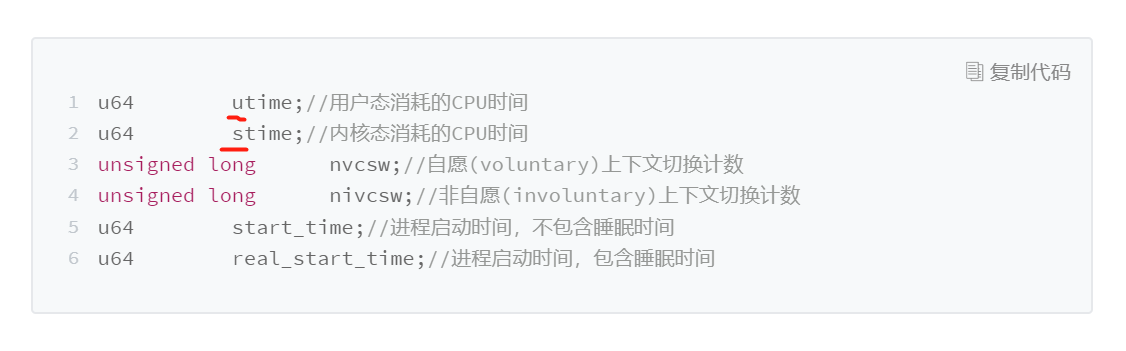 复制代码
1 u64 utime;//用户态消耗的CPU时间
2 u64 stime;//内核态消耗的CPU时间
3 unsigned long nvcsw;//自愿(voluntary)上下文切换计数
4 unsigned long nivcsw;//非自愿(involuntary)上下文切换计数
5 u64 start_time;//进程启动时间，不包含睡眠时间
6 u64 real_start_time;//进程启动时间，包含睡眠时间